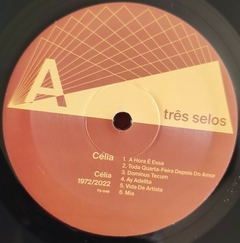 A
três selos
Célia
Célia
1972/2022
1. A Hora É Essa
2. Toda Quarta-Feira Depois Do Amor
3. Dominus Tecum
4. Ay Adelita
5. Vida De Artista
6. Mia